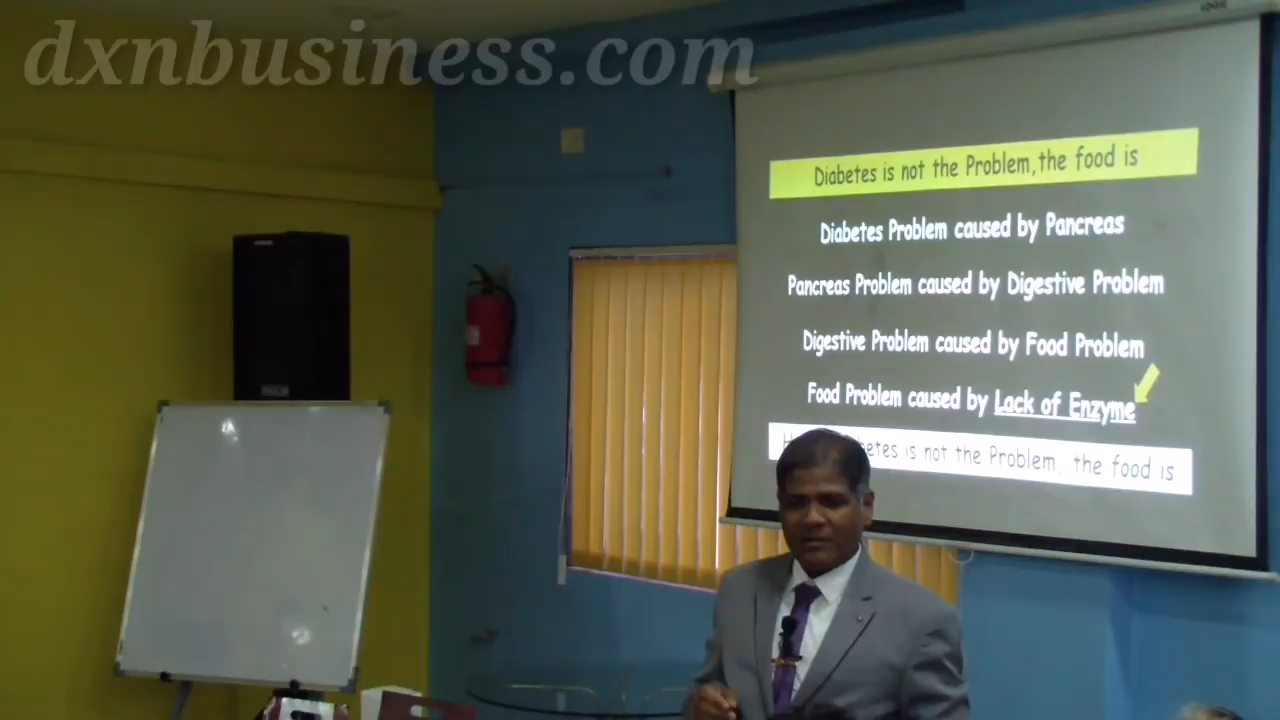 dxnbusiness.com
Diabetes is not the Problem,the food is
Diabetes Problem caused by Pancreas
Pancreas Problem caused by Digestive Problem
Digestive Problem caused by Food Problem
Food Problem caused by Lack of Enzyme
is not the Problem, the food is